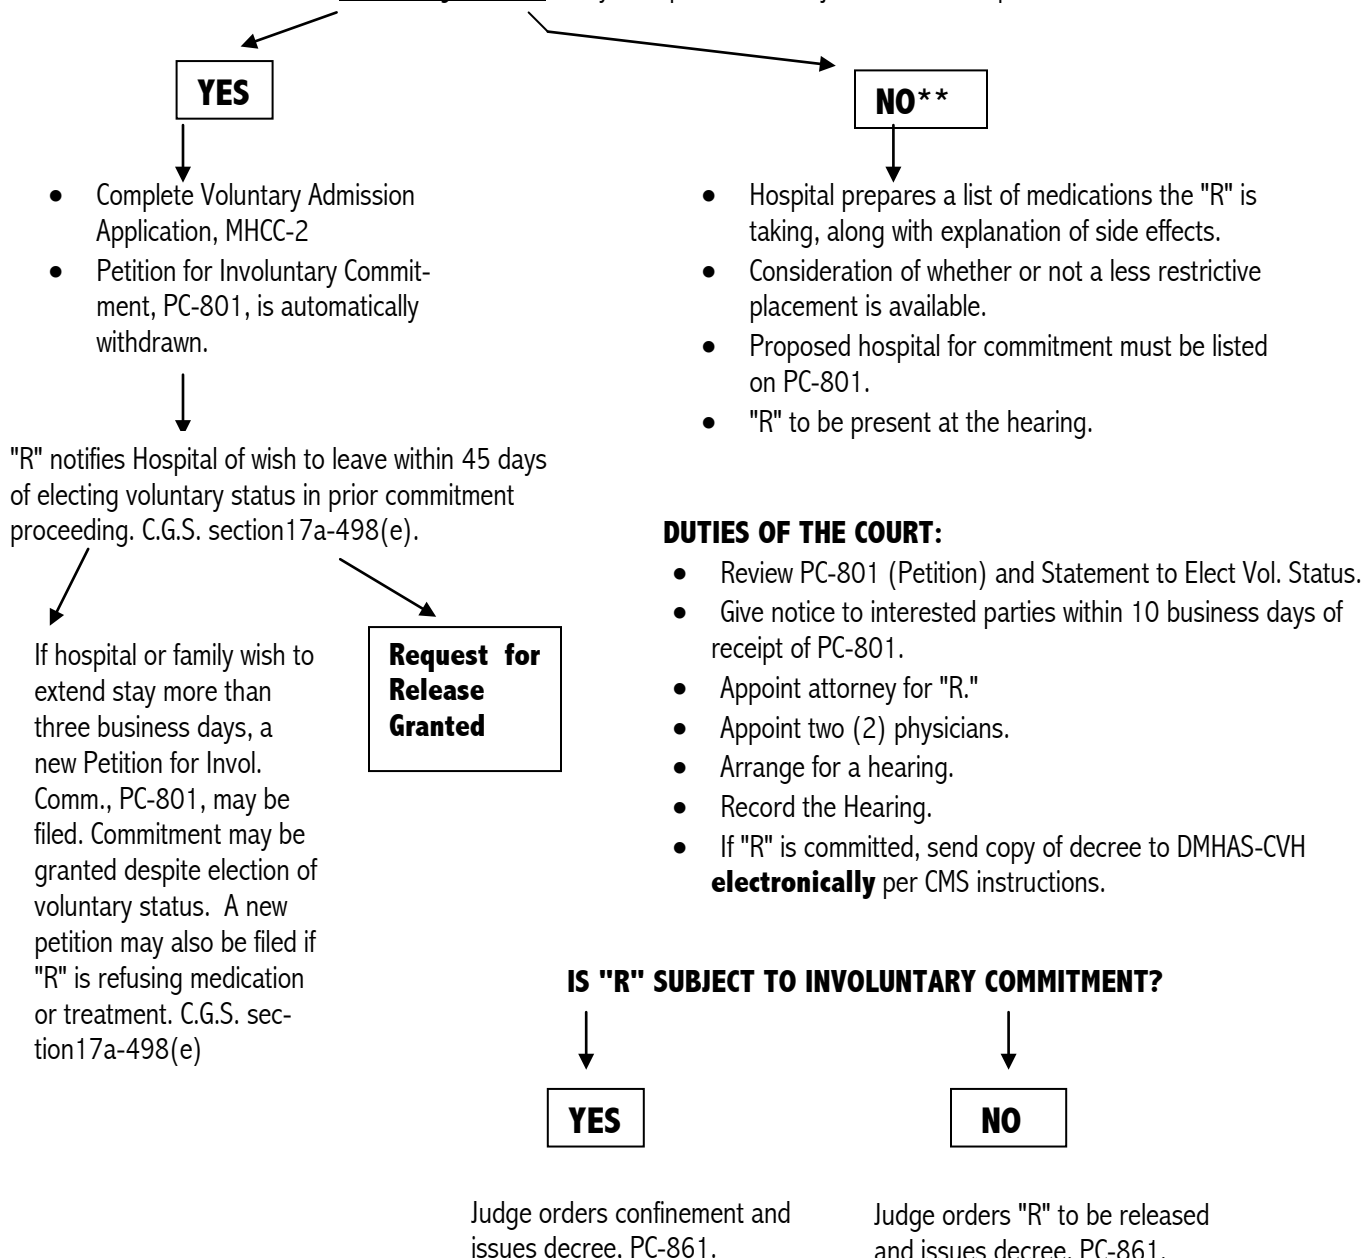 YES
• Complete Voluntary Admission
Application, MHCC-2
• Petition for Involuntary Commit-
ment, PC-801, is automatically
withdrawn.
"R" notifies Hospital of wish to leave within 45 days
of electing voluntary status in prior commitment
proceeding. C.G.S. section17a-498(e).
If hospital or family wish to
extend stay more than
three business days, a
new Petition for Invol.
Comm., PC-801, may be
filed. Commitment may be
granted despite election of
voluntary status. A new
petition may also be filed if
"R" is refusing medication
or treatment. C.G.S. sec-
tion17a-498(e)
Request for
Release
Granted
NO**
• Hospital prepares a list of medications the "R" is
taking, along with explanation of side effects.
• Consideration of whether or not a less restrictive
placement is available.
• Proposed hospital for commitment must be listed
on PC-801.
• "R" to be present at the hearing.
DUTIES OF THE COURT:
• Review PC-801 (Petition) and Statement to Elect Vol. Status.
• Give notice to interested parties within 10 business days of
receipt of PC-801.
• Appoint attorney for "R."
• Appoint two (2) physicians.
• Arrange for a hearing.
• Record the Hearing.
• If "R" is committed, send copy of decree to DMHAS-CVH
electronically per CMS instructions.
IS "R" SUBJECT TO INVOLUNTARY COMMITMENT?
YES
Judge orders confinement and
issues decree, PC-861.
NO
Judge orders "R" to be released
and issues decree, PC-861.